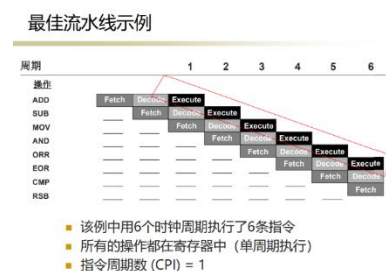 最佳流水线示例
周期 1 2 3 4 5 6
操作
ADD Fetch Decode Execute
SUB Fetch Decode Execute
MOV Fetch Decode Execute
AND Fetch Decode Execute
ORR Fetch Decode Execute
EOR Fetch Decode Execute
CMP Fetch Decode
RSB Fetch
该例中用6个时钟周期执行了6条指令
所有的操作都在寄存器中（单周期执行）
指令周期数 (CPI) = 1